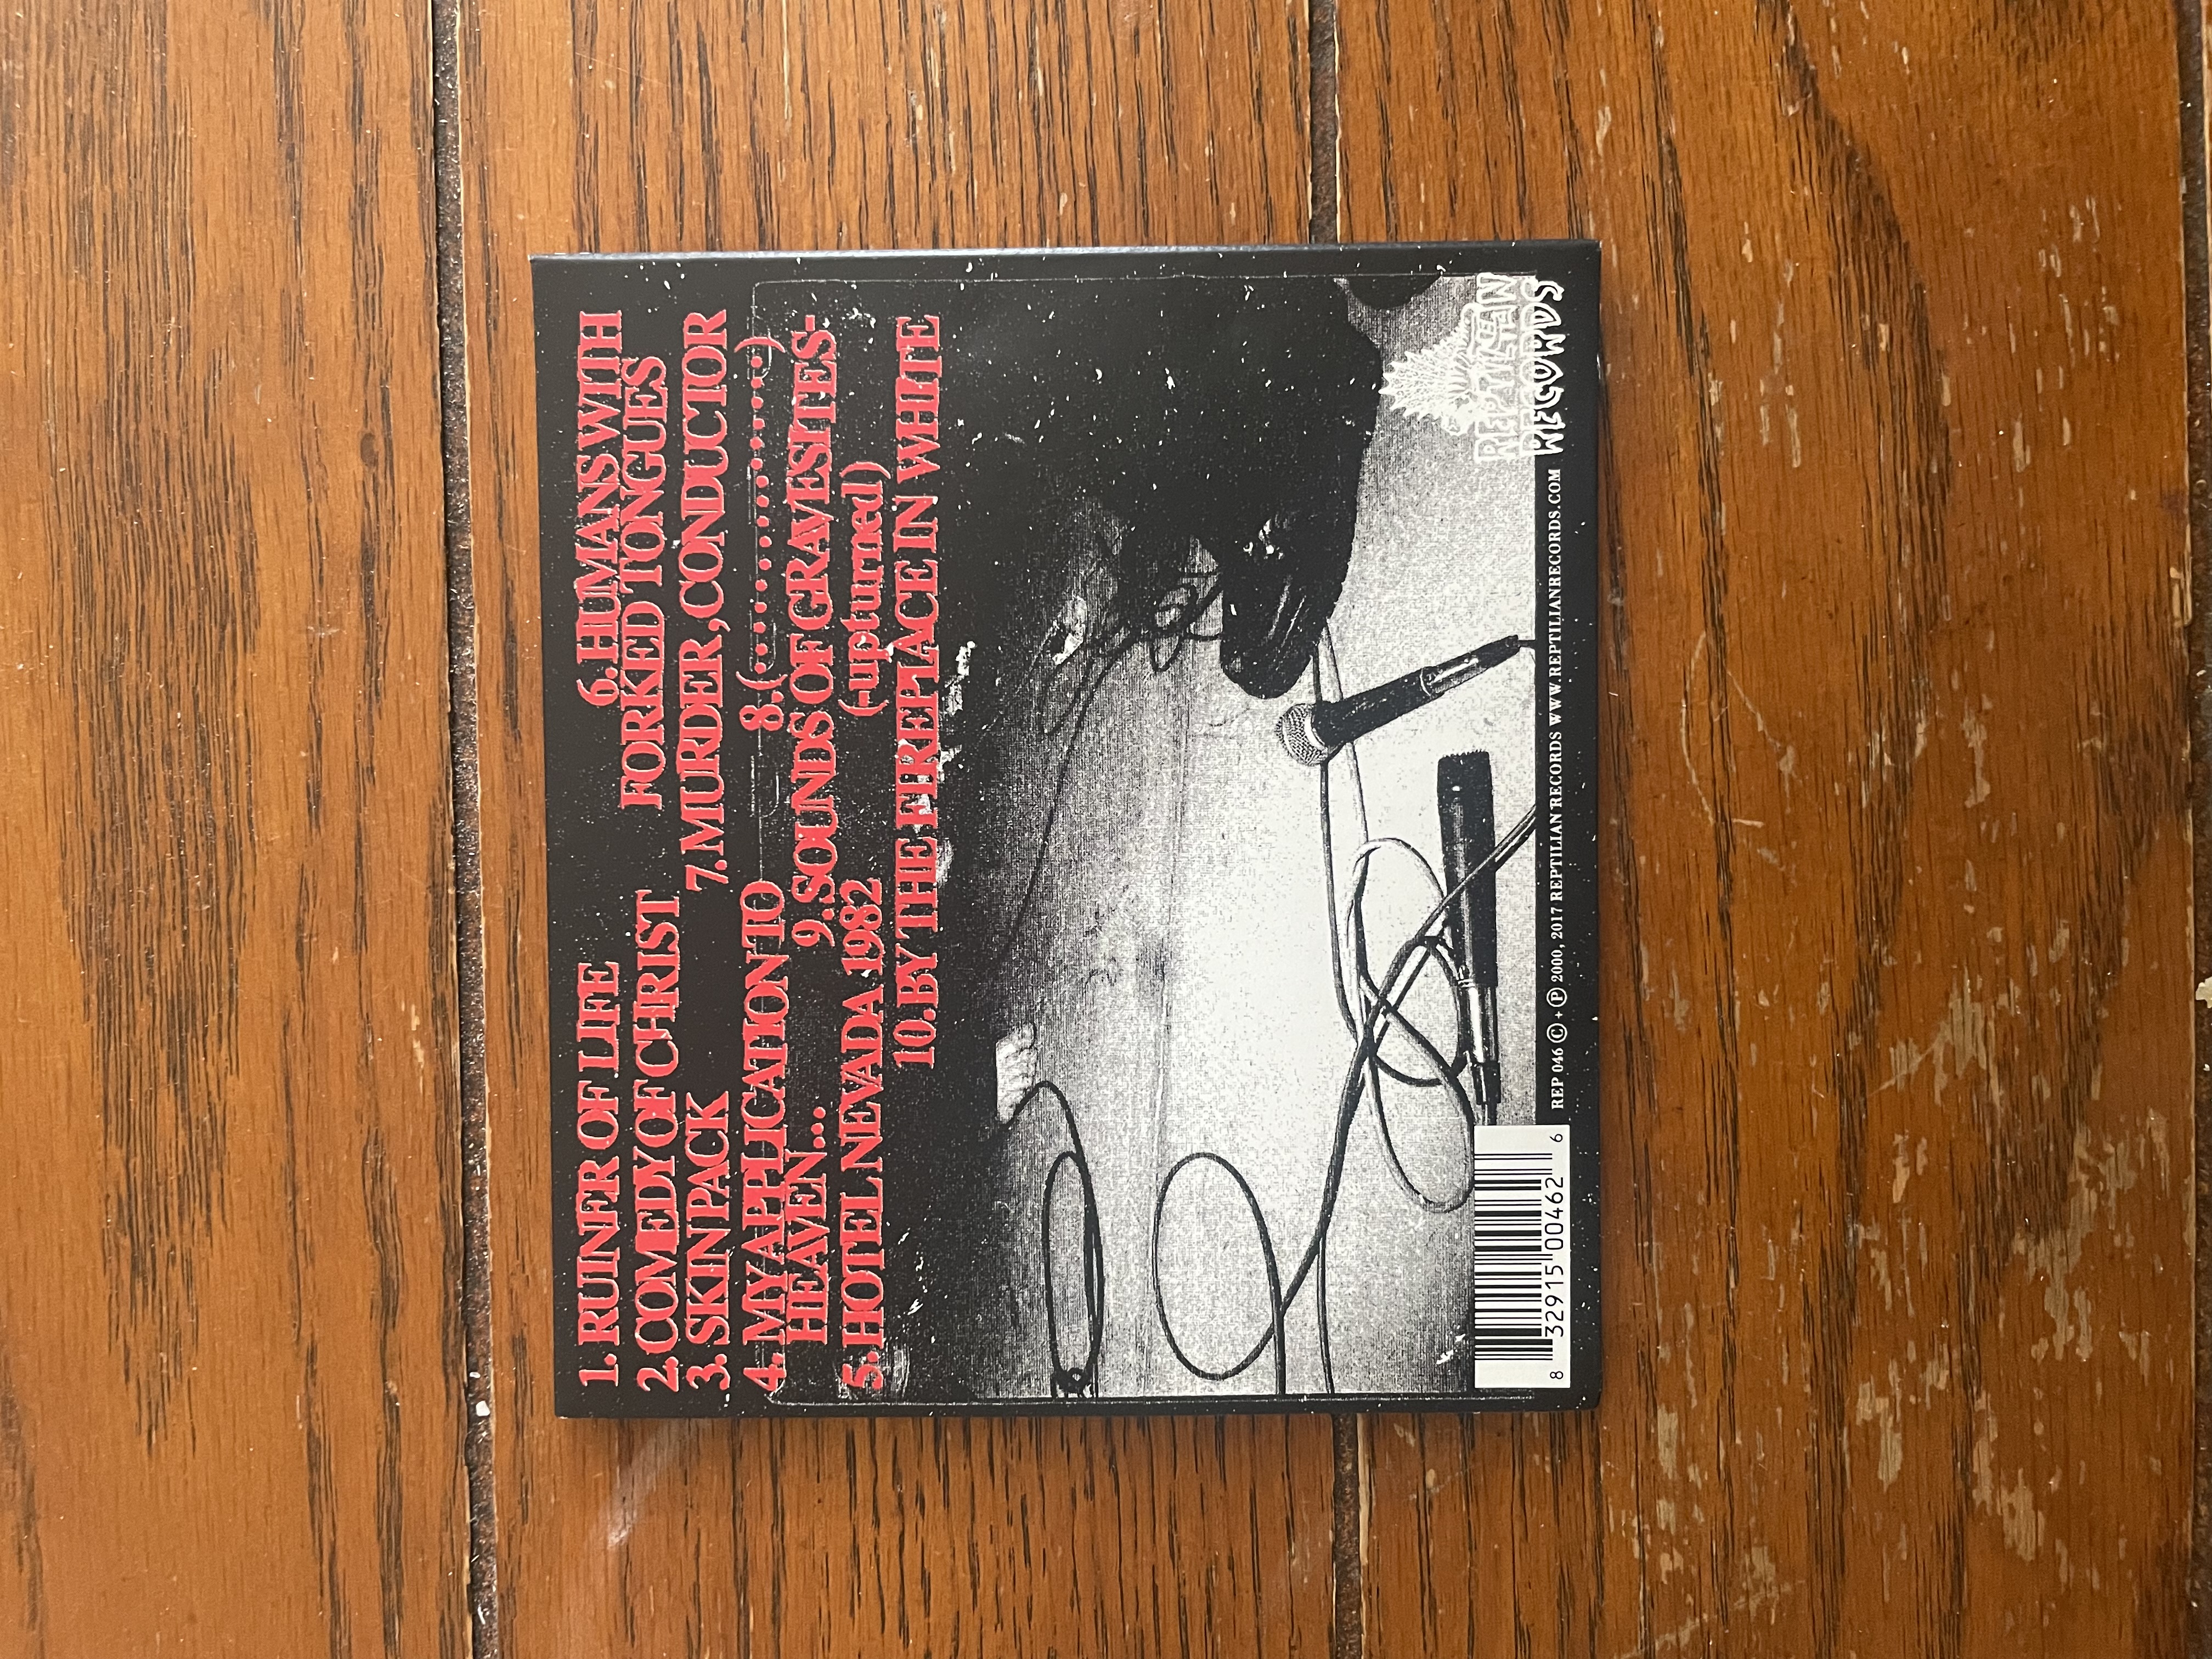 1. RUINER OF LIFE
2. COMEDY OF CHRIST
3. SKIN PACK
4. MY APPLICATION TO
HEAVEN...
5. HOTEL NEVADA 1982
6. HUMANS WITH
FORKED TONGUES
7. MURDER, CONDUCTOR
8. (················)
9. SOUNDS OF GRAVESITES-
(-upturned)
10. BY THE FIREPLACE IN WHITE
8 32915 00462 6
REP 046 © + ℗ 2000, 2017 REPTILIAN RECORDS WWW.REPTILIANRECORDS.COM
REPTILIAN
RECORDS